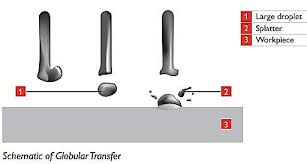 1 Large droplet
2 Splatter
3 Workpiece
1
2
3
Schematic of Globular Transfer